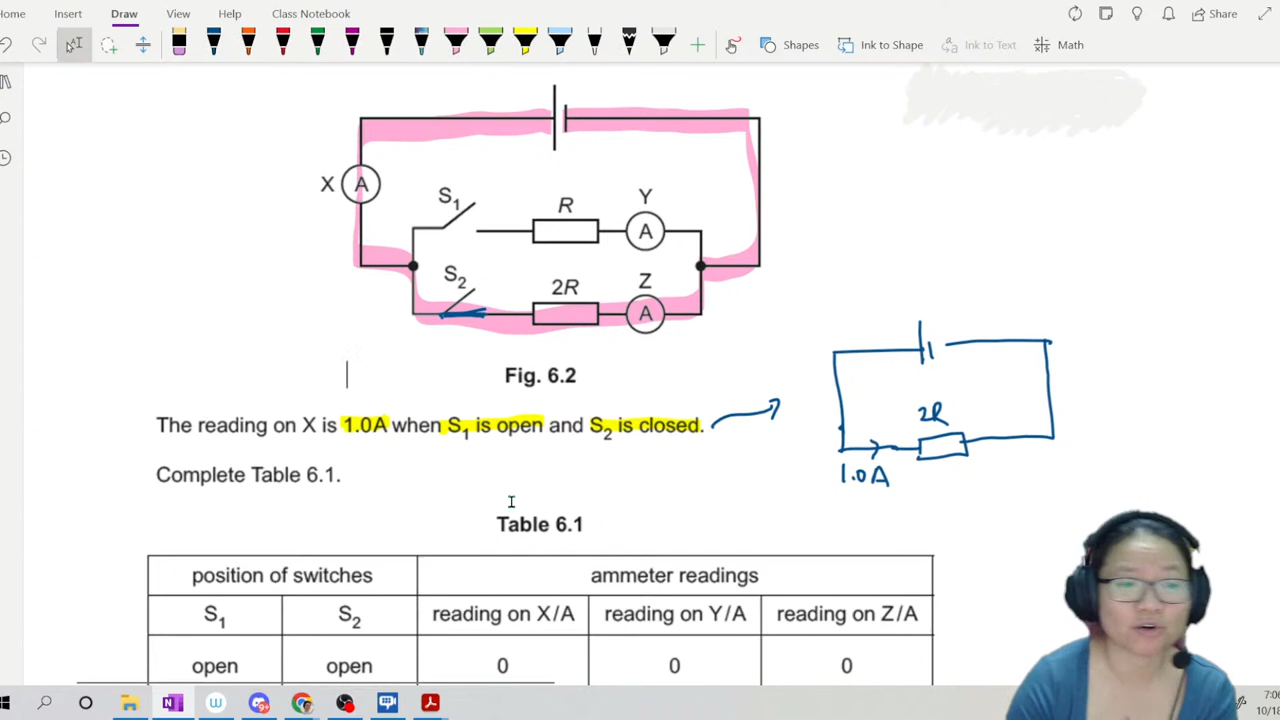 Home Insert Draw View Help Class Notebook Share
Shapes Ink to Shape Ink to Text Math
X A S1 R Y A
S2 2R Z A
Fig. 6.2
The reading on X is 1.0A when S1 is open and S2 is closed.
Complete Table 6.1.
2R
1.0A
Table 6.1
position of switches ammeter readings
S1 S2 reading on X/A reading on Y/A reading on Z/A
open open 0 0 0